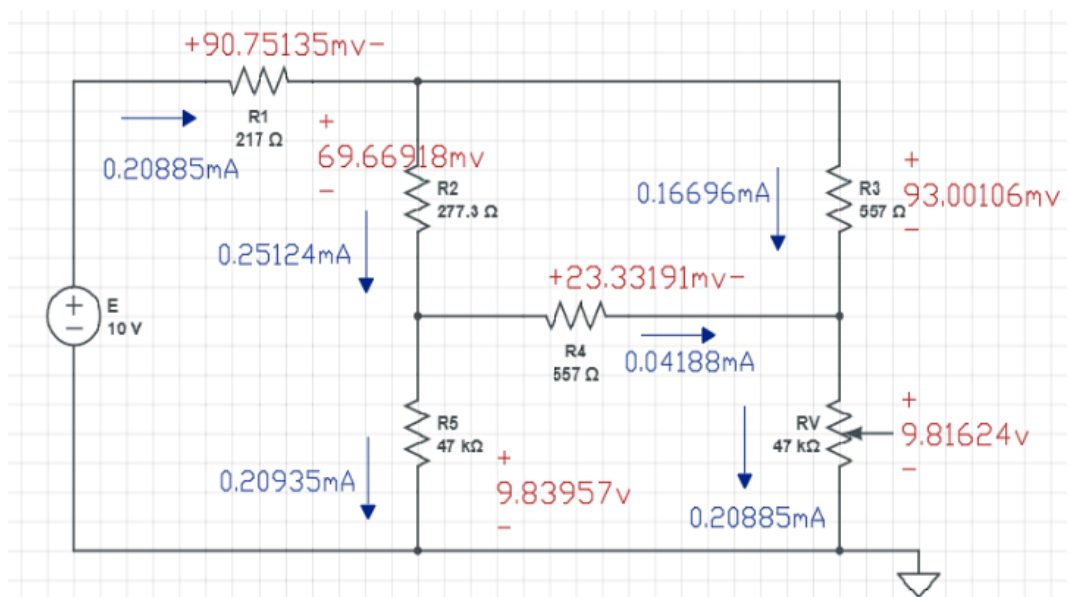 +90.75135mv−
R1
217 Ω
0.20885mA
+
69.66918mv
−
R2
277.3 Ω
0.25124mA
0.16696mA
R3
557 Ω
+
93.00106mv
−
+23.33191mv−
R4
557 Ω
0.04188mA
+
−
E
10 V
R5
47 kΩ
0.20935mA
+
9.83957v
−
RV
47 kΩ
+
9.81624v
−
0.20885mA